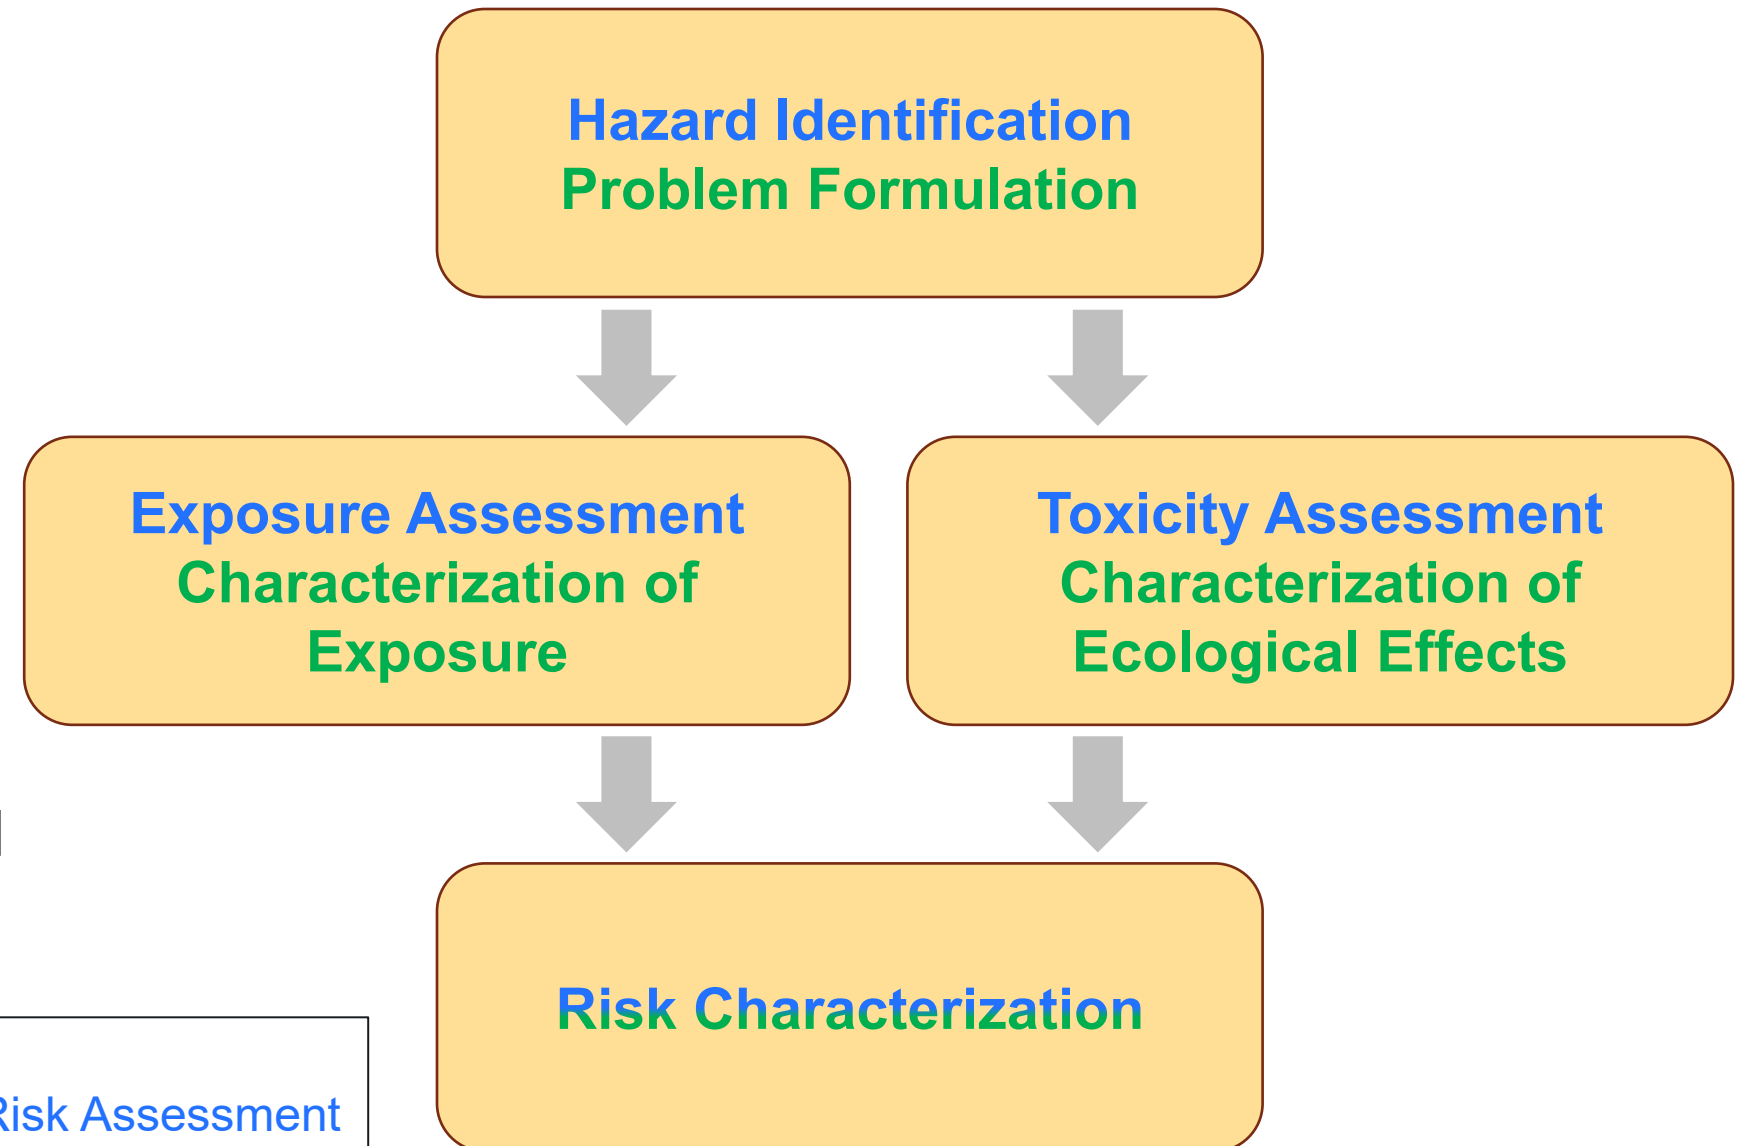 Hazard Identification
Problem Formulation
Exposure Assessment
Characterization of
Exposure
Toxicity Assessment
Characterization of
Ecological Effects
Risk Characterization
Risk Assessment